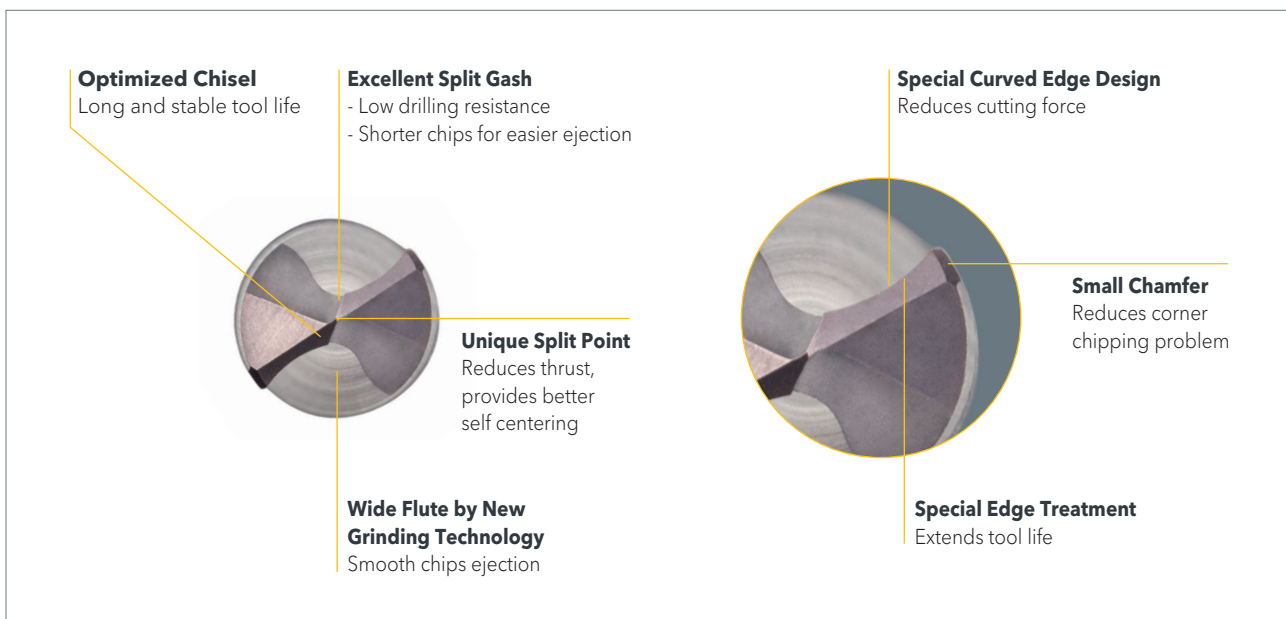 Optimized Chisel
Long and stable tool life
Excellent Split Gash
- Low drilling resistance
- Shorter chips for easier ejection
Unique Split Point
Reduces thrust,
provides better
self centering
Wide Flute by New
Grinding Technology
Smooth chips ejection
Special Curved Edge Design
Reduces cutting force
Small Chamfer
Reduces corner
chipping problem
Special Edge Treatment
Extends tool life